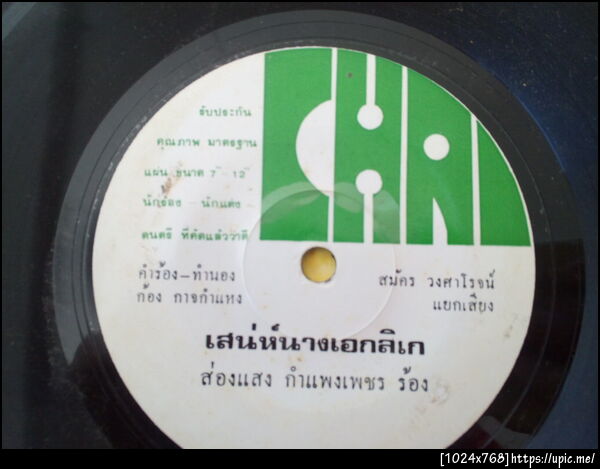 CHAI
รับประกัน
คุณภาพ มาตรฐาน
แผ่น ขนาด 7" - 12"
นักร้อง - นักแต่ง
ดนตรี ที่คัดแล้วว่าดี
คำร้อง-ทำนอง
ก้อง กาจกำแหง
สมัคร วงศาโรจน์
แยกเสียง
เสน่ห์นางเอกลิเก
ส่องแสง กำแพงเพชร ร้อง
[1024x768]https://upic.me/